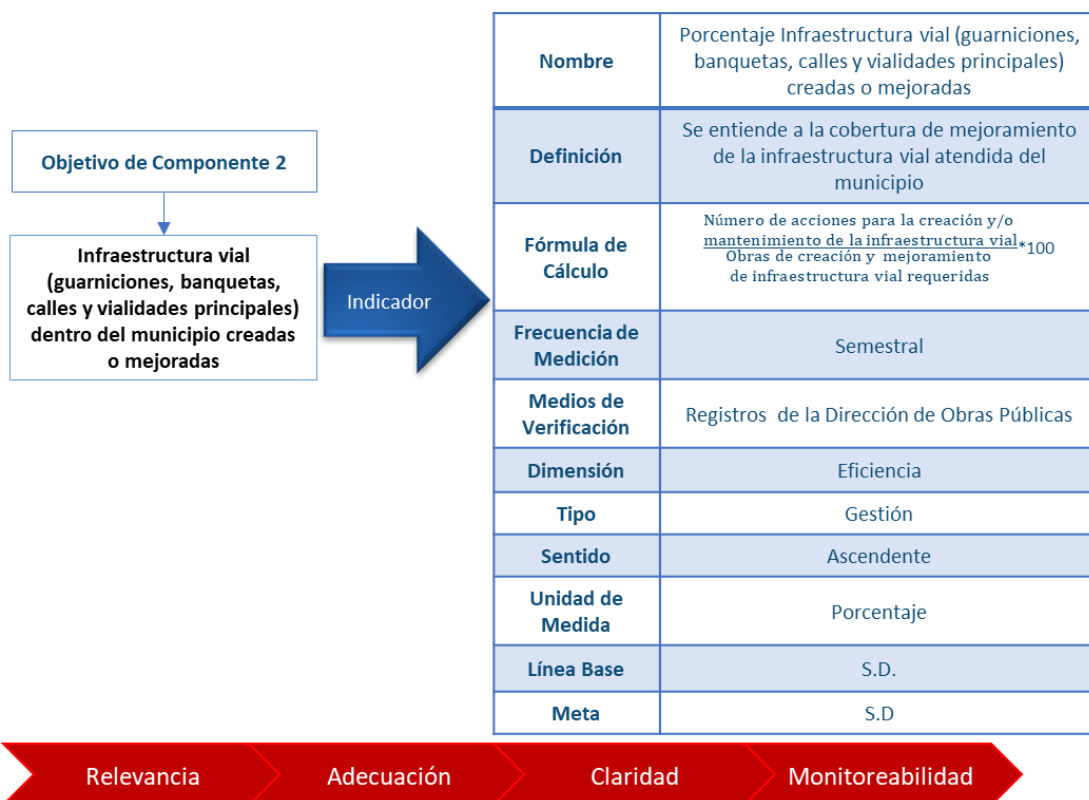 Objetivo de Componente 2
Infraestructura vial
(guarniciones, banquetas,
calles y vialidades principales)
dentro del municipio creadas
o mejoradas
Indicador
Nombre
Porcentaje Infraestructura vial (guarniciones,
banquetas, calles y vialidades principales)
creadas o mejoradas
Definición
Se entiende a la cobertura de mejoramiento
de la infraestructura vial atendida del
municipio
Fórmula de
Cálculo
Número de acciones para la creación y/o
mantenimiento de la infraestructura vial
*100
Obras de creación y mejoramiento
de infraestructura vial requeridas
Frecuencia de
Medición
Semestral
Medios de
Verificación
Registros de la Dirección de Obras Públicas
Dimensión
Eficiencia
Tipo
Gestión
Sentido
Ascendente
Unidad de
Medida
Porcentaje
Línea Base
S.D.
Meta
S.D
Relevancia
Adecuación
Claridad
Monitoreabilidad